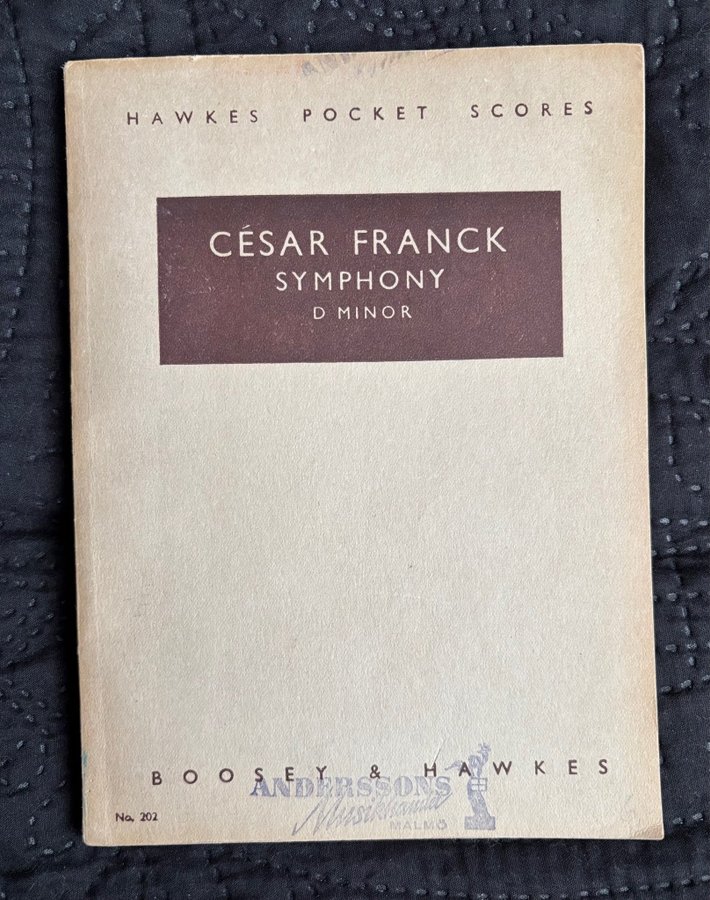 HAWKES POCKET SCORES
CÉSAR FRANCK
SYMPHONY
D MINOR
BOOSEY & HAWKES
ANDERSSONS
Musikhandel
MALMÖ
No. 202